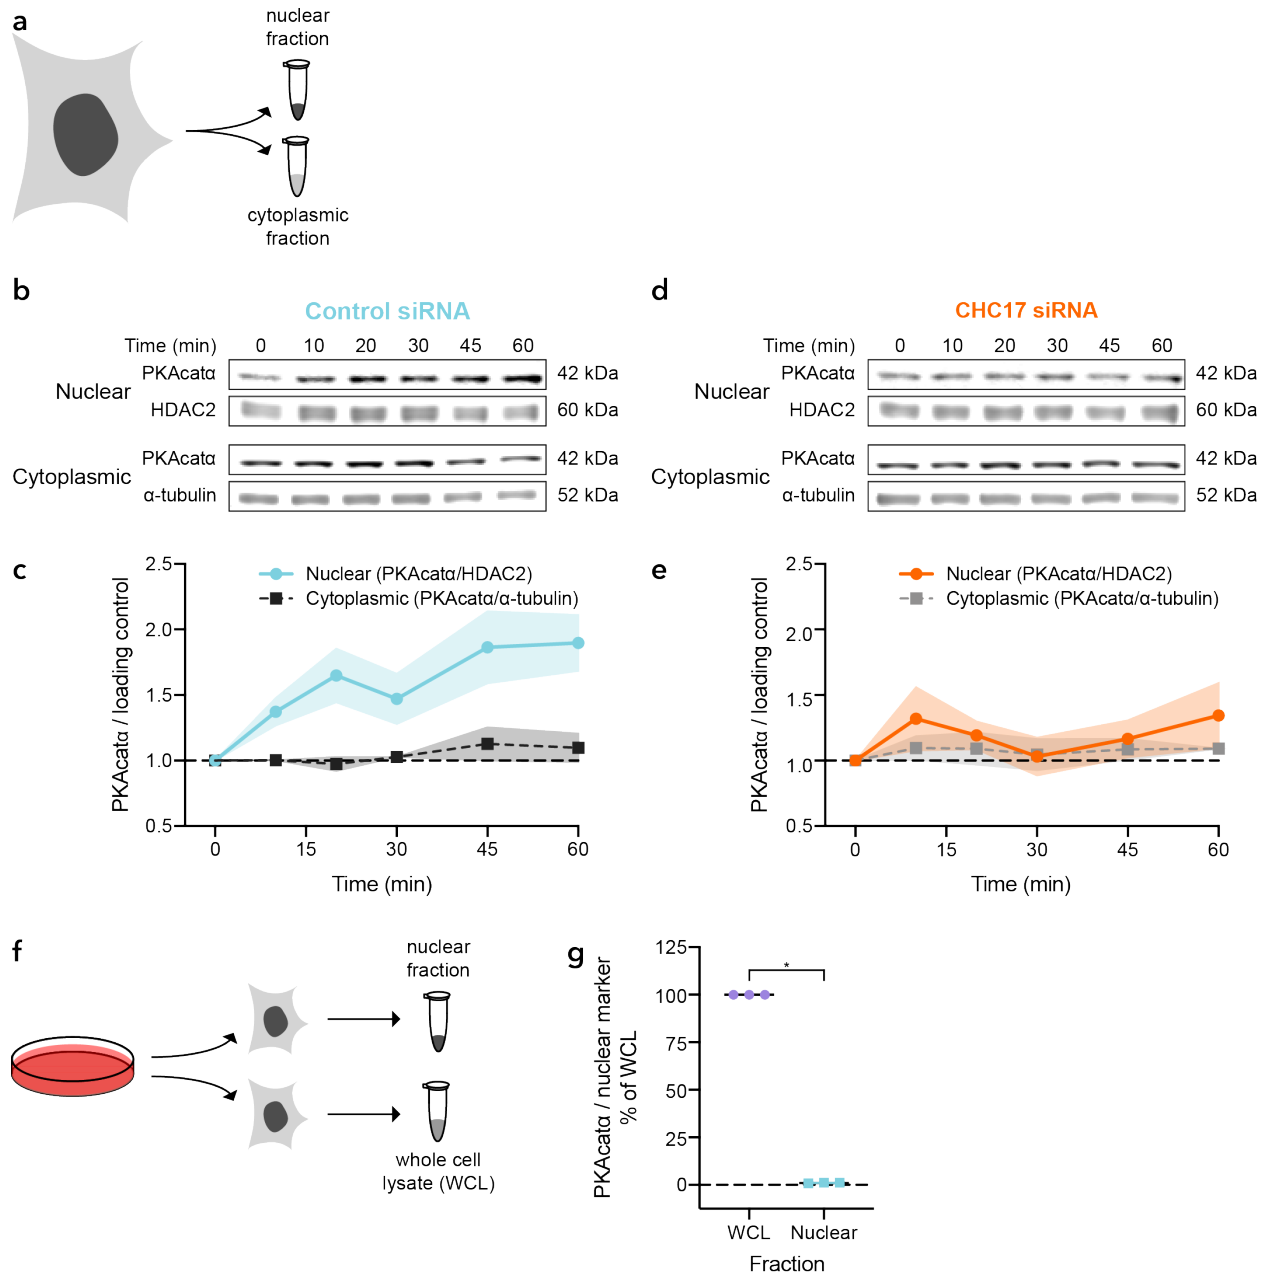 a
nuclear
fraction
cytoplasmic
fraction
b
Control siRNA
Time (min) 0 10 20 30 45 60
Nuclear
PKAcatα 42 kDa
HDAC2 60 kDa
Cytoplasmic
PKAcatα 42 kDa
α-tubulin 52 kDa
d
CHC17 siRNA
Time (min) 0 10 20 30 45 60
Nuclear
PKAcatα 42 kDa
HDAC2 60 kDa
Cytoplasmic
PKAcatα 42 kDa
α-tubulin 52 kDa
c
PKAcatα / loading control
2.5
2.0
1.5
1.0
0.5
Nuclear (PKAcatα/HDAC2)
Cytoplasmic (PKAcatα/α-tubulin)
0 15 30 45 60
Time (min)
e
PKAcatα / loading control
2.5
2.0
1.5
1.0
0.5
Nuclear (PKAcatα/HDAC2)
Cytoplasmic (PKAcatα/α-tubulin)
0 15 30 45 60
Time (min)
f
nuclear
fraction
whole cell
lysate (WCL)
g
PKAcatα / nuclear marker
% of WCL
125
100
75
50
25
0
*
WCL Nuclear
Fraction